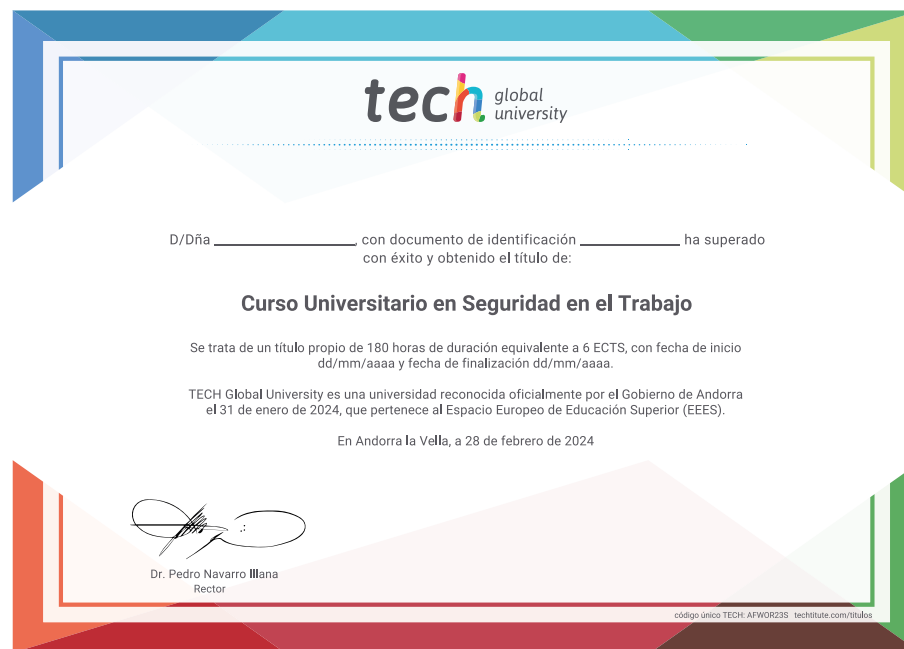 tech global university
D/Dña ________________, con documento de identificación ____________ ha superado
con éxito y obtenido el título de:
Curso Universitario en Seguridad en el Trabajo
Se trata de un título propio de 180 horas de duración equivalente a 6 ECTS, con fecha de inicio
dd/mm/aaaa y fecha de finalización dd/mm/aaaa.
TECH Global University es una universidad reconocida oficialmente por el Gobierno de Andorra
el 31 de enero de 2024, que pertenece al Espacio Europeo de Educación Superior (EEES).
En Andorra la Vella, a 28 de febrero de 2024
Dr. Pedro Navarro Illana
Rector
código único TECH: AFWOR23S techtitute.com/titulos